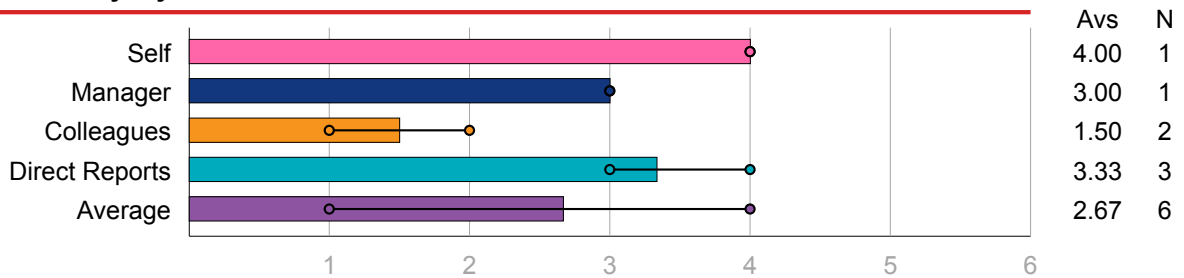 Avs N
Self 4.00 1
Manager 3.00 1
Colleagues 1.50 2
Direct Reports 3.33 3
Average 2.67 6
1 2 3 4 5 6